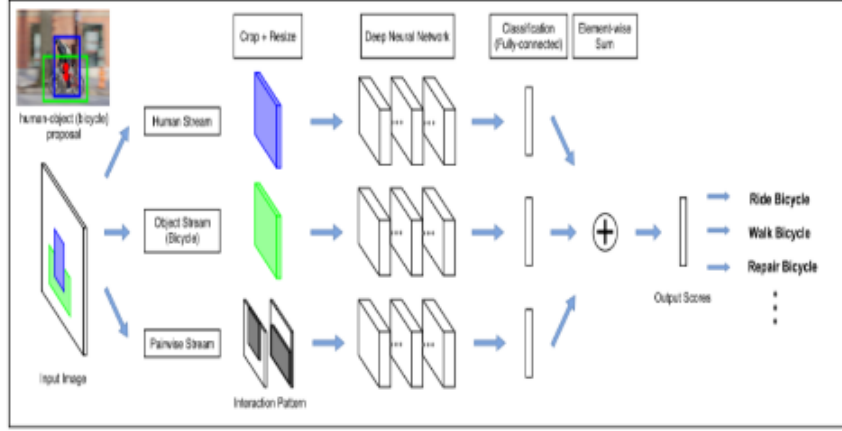 Crop + Resize
Deep Neural Network
Classification
(Fully-connected)
Element-wise
Sum
human-object (bicycle)
proposal
Human Stream
Object Stream
(Bicycle)
Pairwise Stream
Input Image
Interaction Pattern
Output Scores
Ride Bicycle
Walk Bicycle
Repair Bicycle